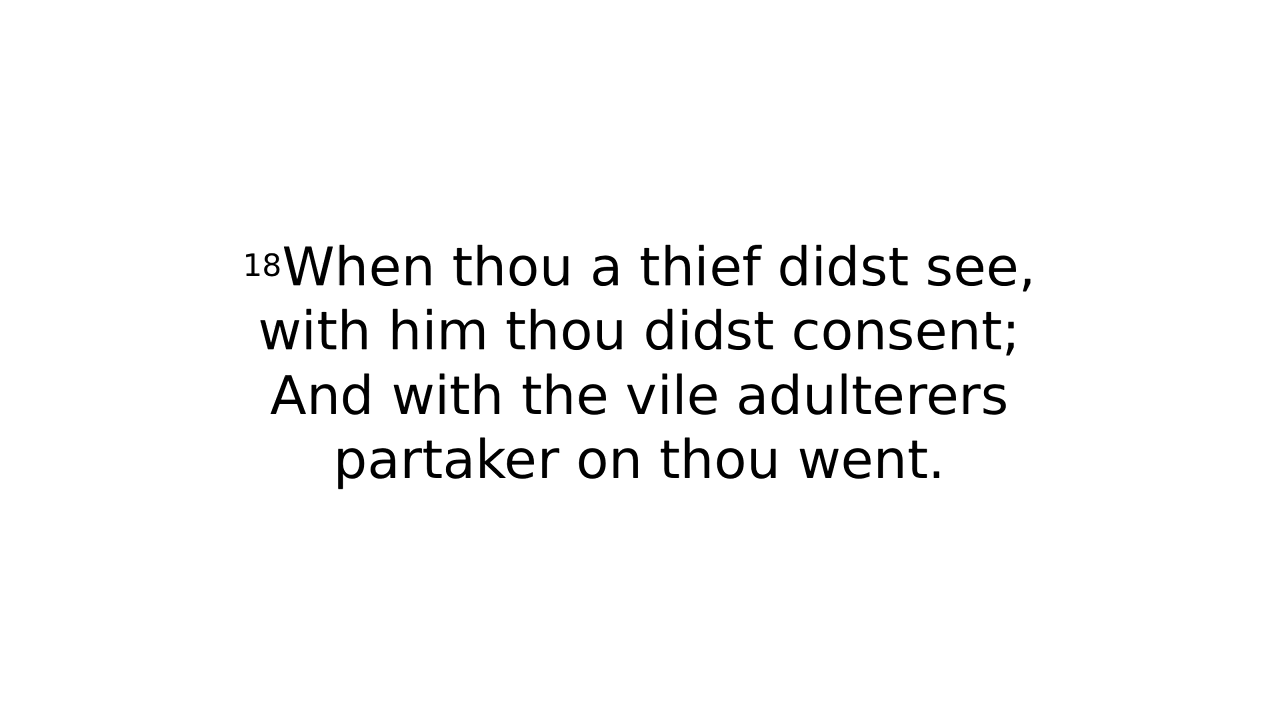 18When thou a thief didst see,
with him thou didst consent;
And with the vile adulterers
partaker on thou went.